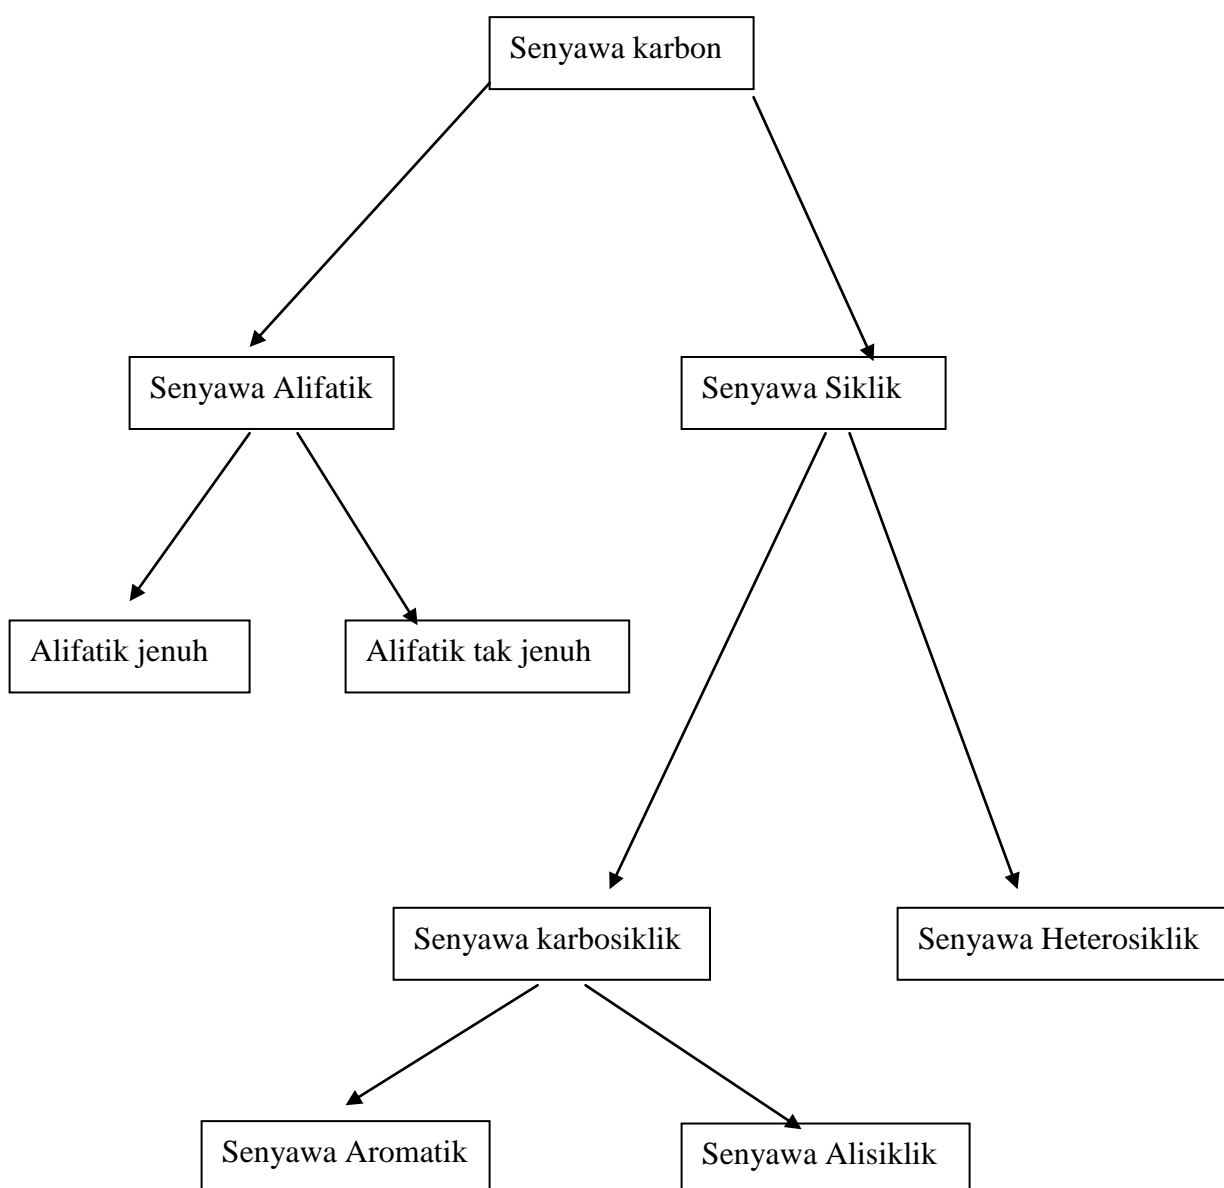 Senyawa karbon
Senyawa Alifatik
Senyawa Siklik
Alifatik jenuh
Alifatik tak jenuh
Senyawa karbosiklik
Senyawa Heterosiklik
Senyawa Aromatik
Senyawa Alisiklik